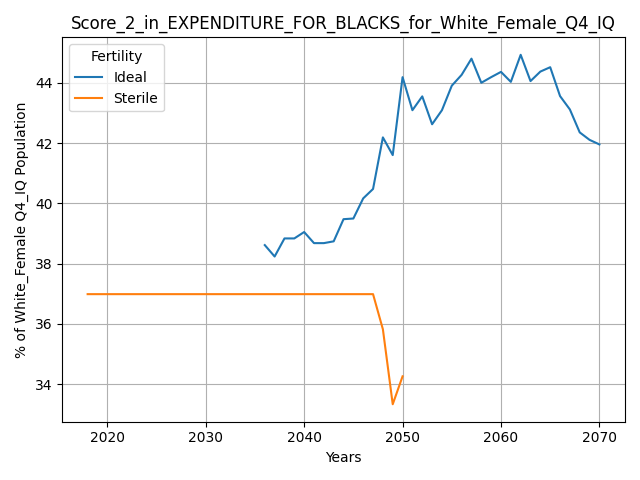 Score_2_in_EXPENDITURE_FOR_BLACKS_for_White_Female_Q4_IQ
Fertility
Ideal
Sterile
% of White_Female Q4_IQ Population
44
42
40
38
36
34
2020 2030 2040 2050 2060 2070
Years